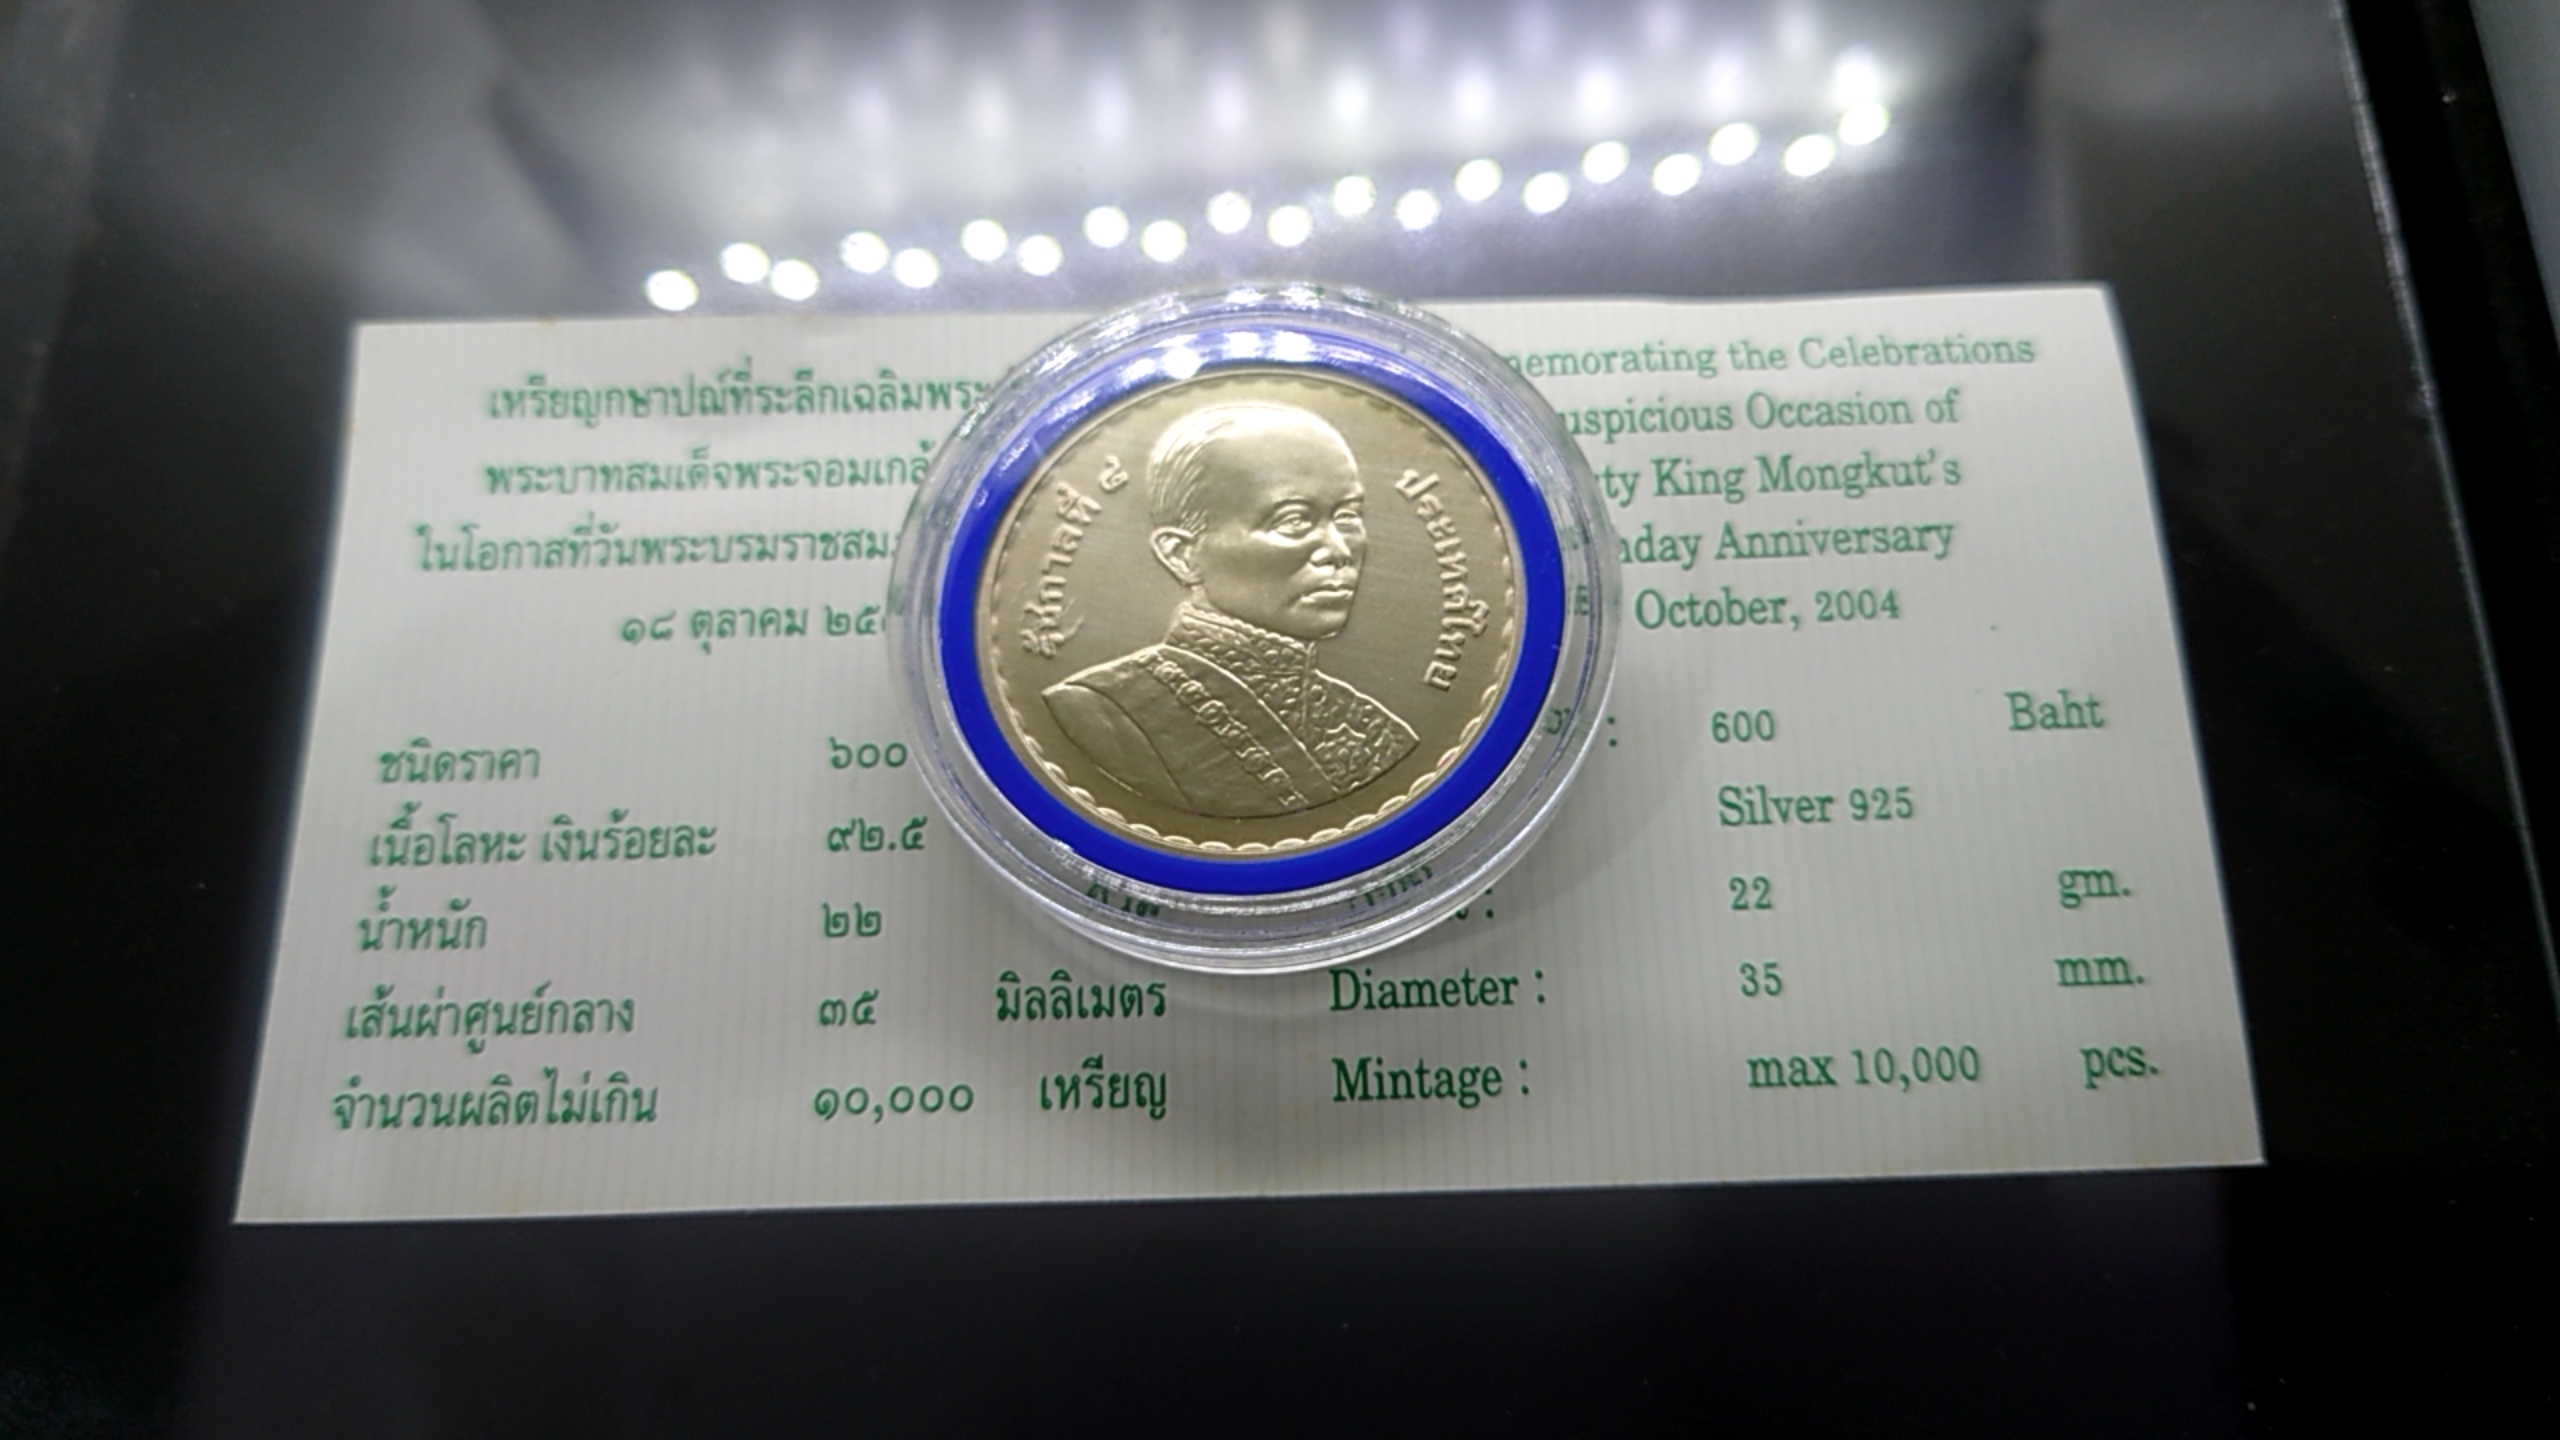 เหรียญกษาปณ์ที่ระลึกเฉลิมพระ
พระบาทสมเด็จพระจอมเกล้
ในโอกาสที่วันพระบรมราชสม
๑๘ ตุลาคม ๒๕
ชนิดราคา ๖๐๐
เนื้อโลหะ เงินร้อยละ ๙๒.๕
น้ำหนัก ๒๒
เส้นผ่าศูนย์กลาง ๓๕ มิลลิเมตร
จำนวนผลิตไม่เกิน ๑๐,๐๐๐ เหรียญ
รัชกาลที่ ๔
ประเทศไทย
memorating the Celebrations
uspicious Occasion of
ty King Mongkut's
day Anniversary
October, 2004
: 600 Baht
Silver 925
: 22 gm.
Diameter : 35 mm.
Mintage : max 10,000 pcs.